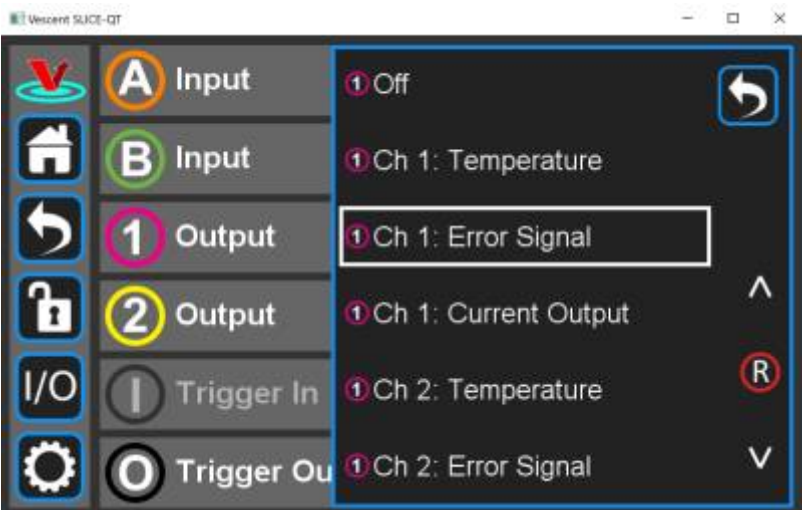 Vescent SLICE-QT
A Input
B Input
1 Output
2 Output
I/O
I Trigger In
O Trigger Ou
1 Off
1 Ch 1: Temperature
1 Ch 1: Error Signal
1 Ch 1: Current Output
1 Ch 2: Temperature
1 Ch 2: Error Signal
R